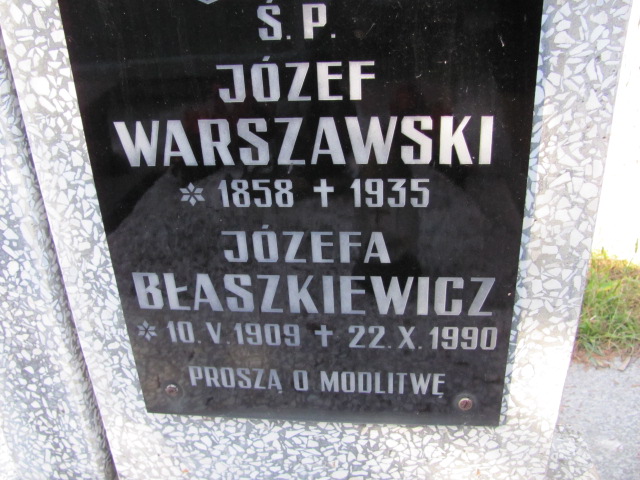 Ś. P.
JÓZEF
WARSZAWSKI
* 1858 ✝ 1935
JÓZEFA
BŁASZKIEWICZ
* 10. V. 1909 ✝ 22. X. 1990
PROSZĄ O MODLITWĘ